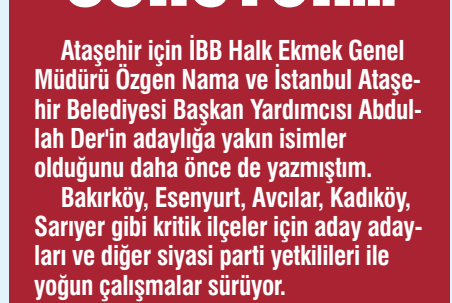 Ataşehir için İBB Halk Ekmek Genel
Müdürü Özgen Nama ve İstanbul Ataşe-
hir Belediyesi Başkan Yardımcısı Abdul-
lah Der'in adaylığa yakın isimler
olduğunu daha önce de yazmıştım.
Bakırköy, Esenyurt, Avcılar, Kadıköy,
Sarıyer gibi kritik ilçeler için aday aday-
ları ve diğer siyasi parti yetkilileri ile
yoğun çalışmalar sürüyor.